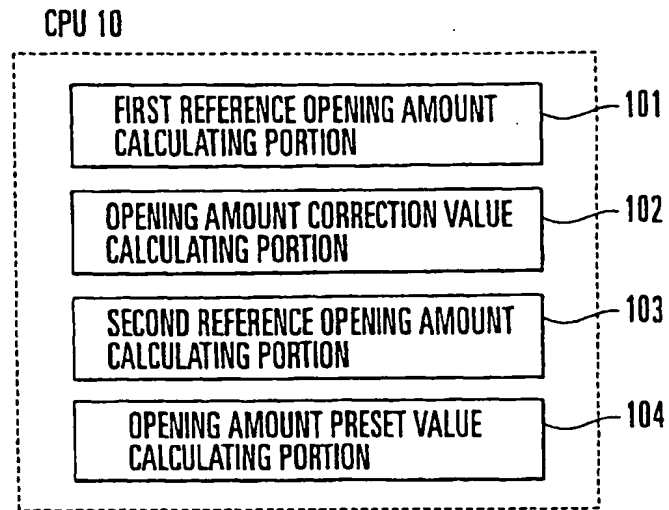 CPU 10
FIRST REFERENCE OPENING AMOUNT
CALCULATING PORTION
101
OPENING AMOUNT CORRECTION VALUE
CALCULATING PORTION
102
SECOND REFERENCE OPENING AMOUNT
CALCULATING PORTION
103
OPENING AMOUNT PRESET VALUE
CALCULATING PORTION
104